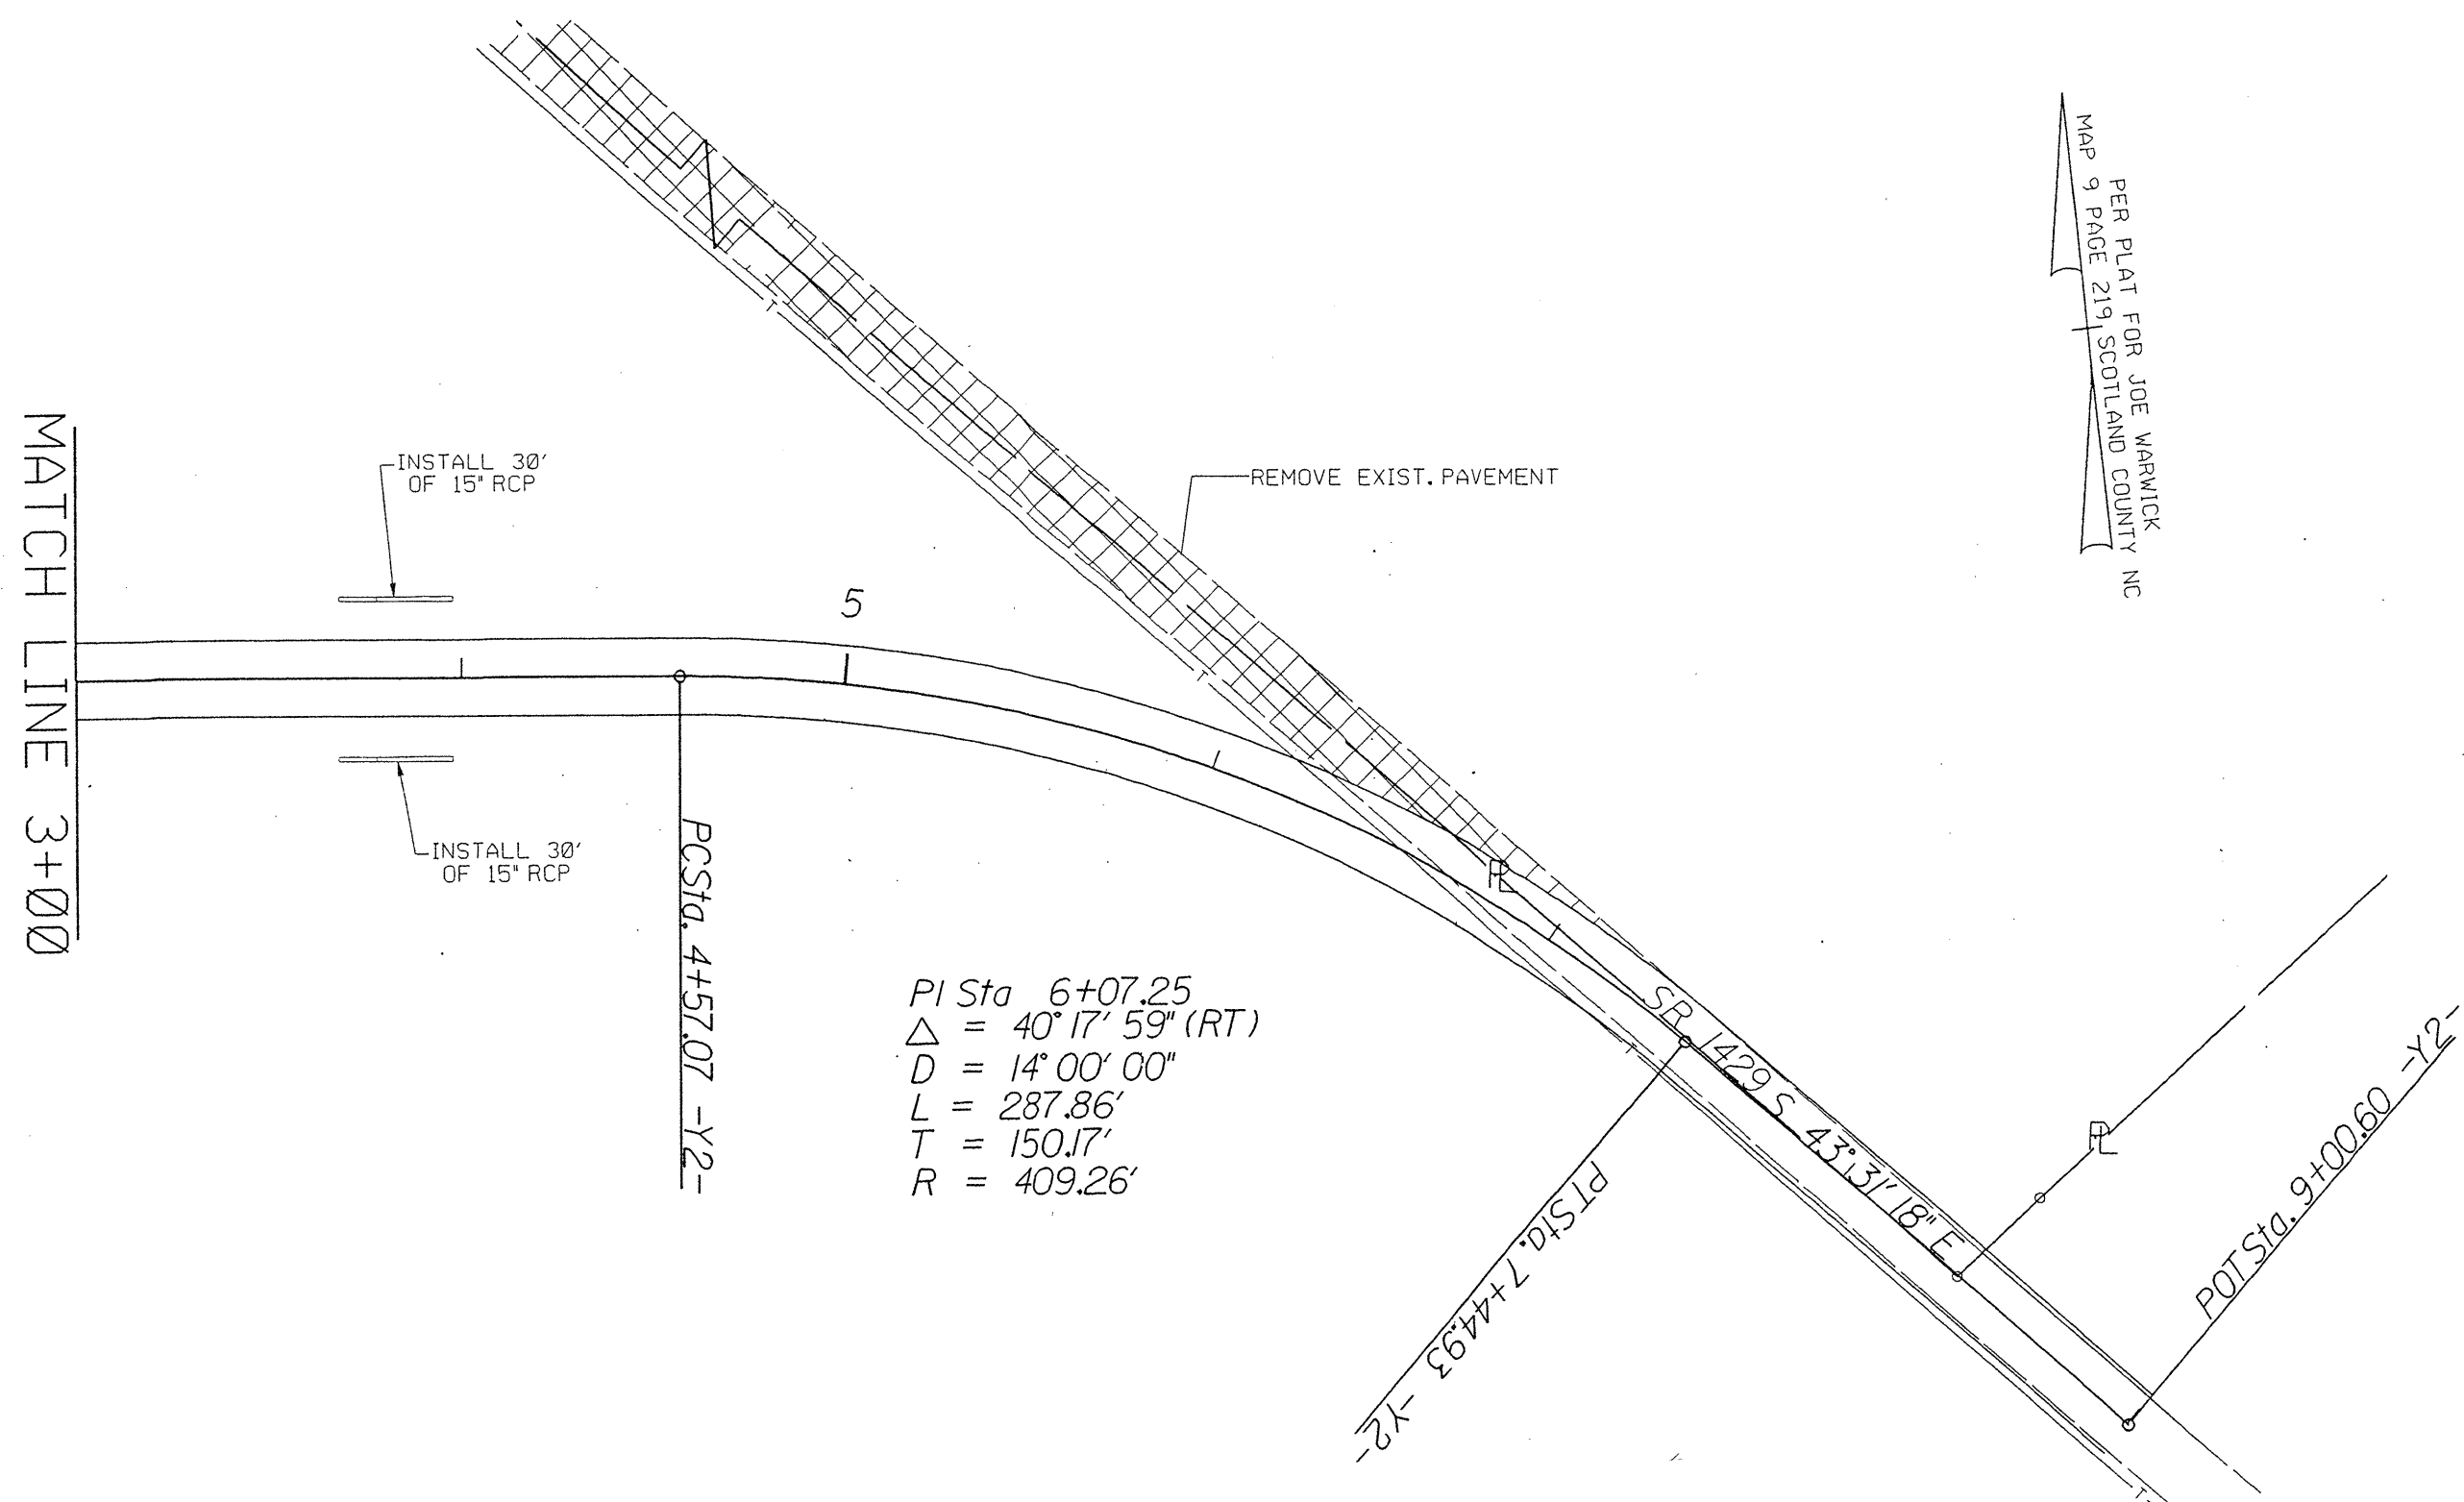 PER PLAT FOR JOE WARWICK
MAP 9 PAGE 219, SCOTLAND COUNTY NC
REMOVE EXIST. PAVEMENT
INSTALL 30'
OF 15" RCP
MATCH LINE 3+00
5
INSTALL 30'
OF 15" RCP
PCSta. 4+57.07 -Y2-
PI Sta 6+07.25
△ = 40° 17' 59" (RT)
D = 14° 00' 00"
L = 287.86'
T = 150.17'
R = 409.26'
PL
SR 1429 S 43°31'18" E
PL
PTSta. 7+44.93 -Y2-
POTSta. 9+00.60 -Y2-
T
T
T
T